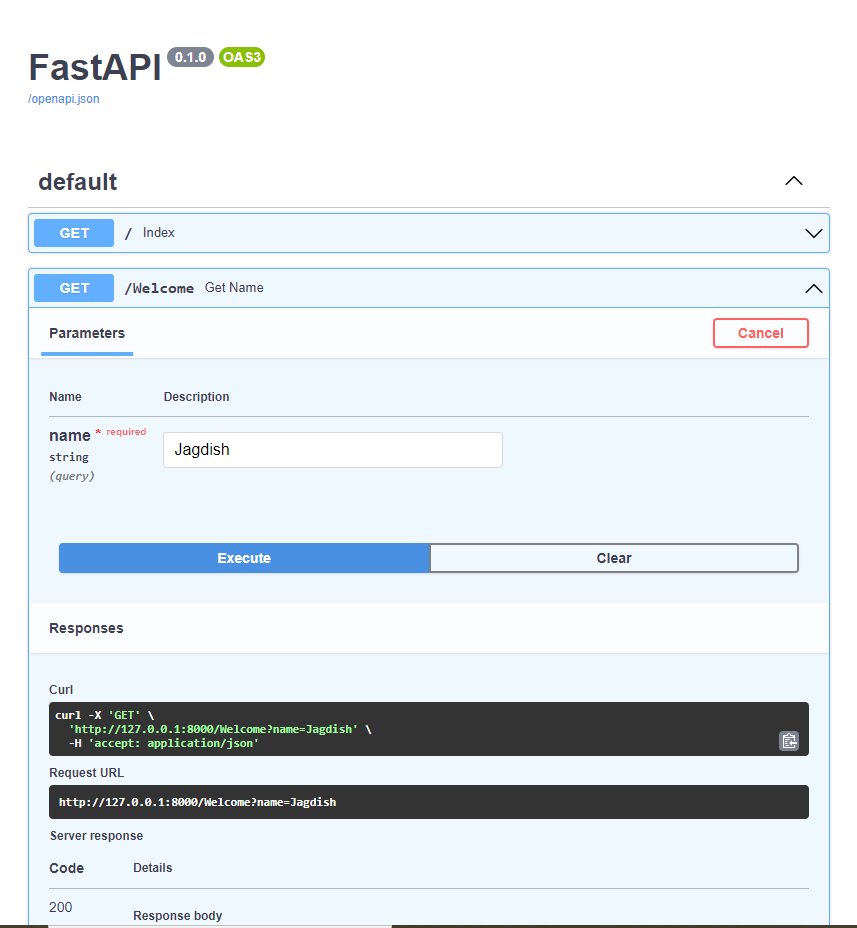 FastAPI 0.1.0 OAS3
/openapi.json
default
GET / Index
GET /Welcome Get Name
Parameters Cancel
Name Description
name * required
string
(query)
Jagdish
Execute Clear
Responses
Curl
curl -X 'GET' \
'http://127.0.0.1:8000/Welcome?name=Jagdish' \
-H 'accept: application/json'
Request URL
http://127.0.0.1:8000/Welcome?name=Jagdish
Server response
Code Details
200
Response body